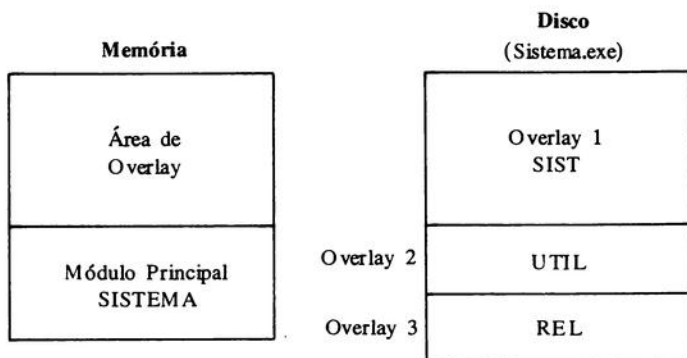 Memória
Área de
Overlay
Módulo Principal
SISTEMA
Disco
(Sistema.exe)
Overlay 1
SIST
Overlay 2
UTIL
Overlay 3
REL